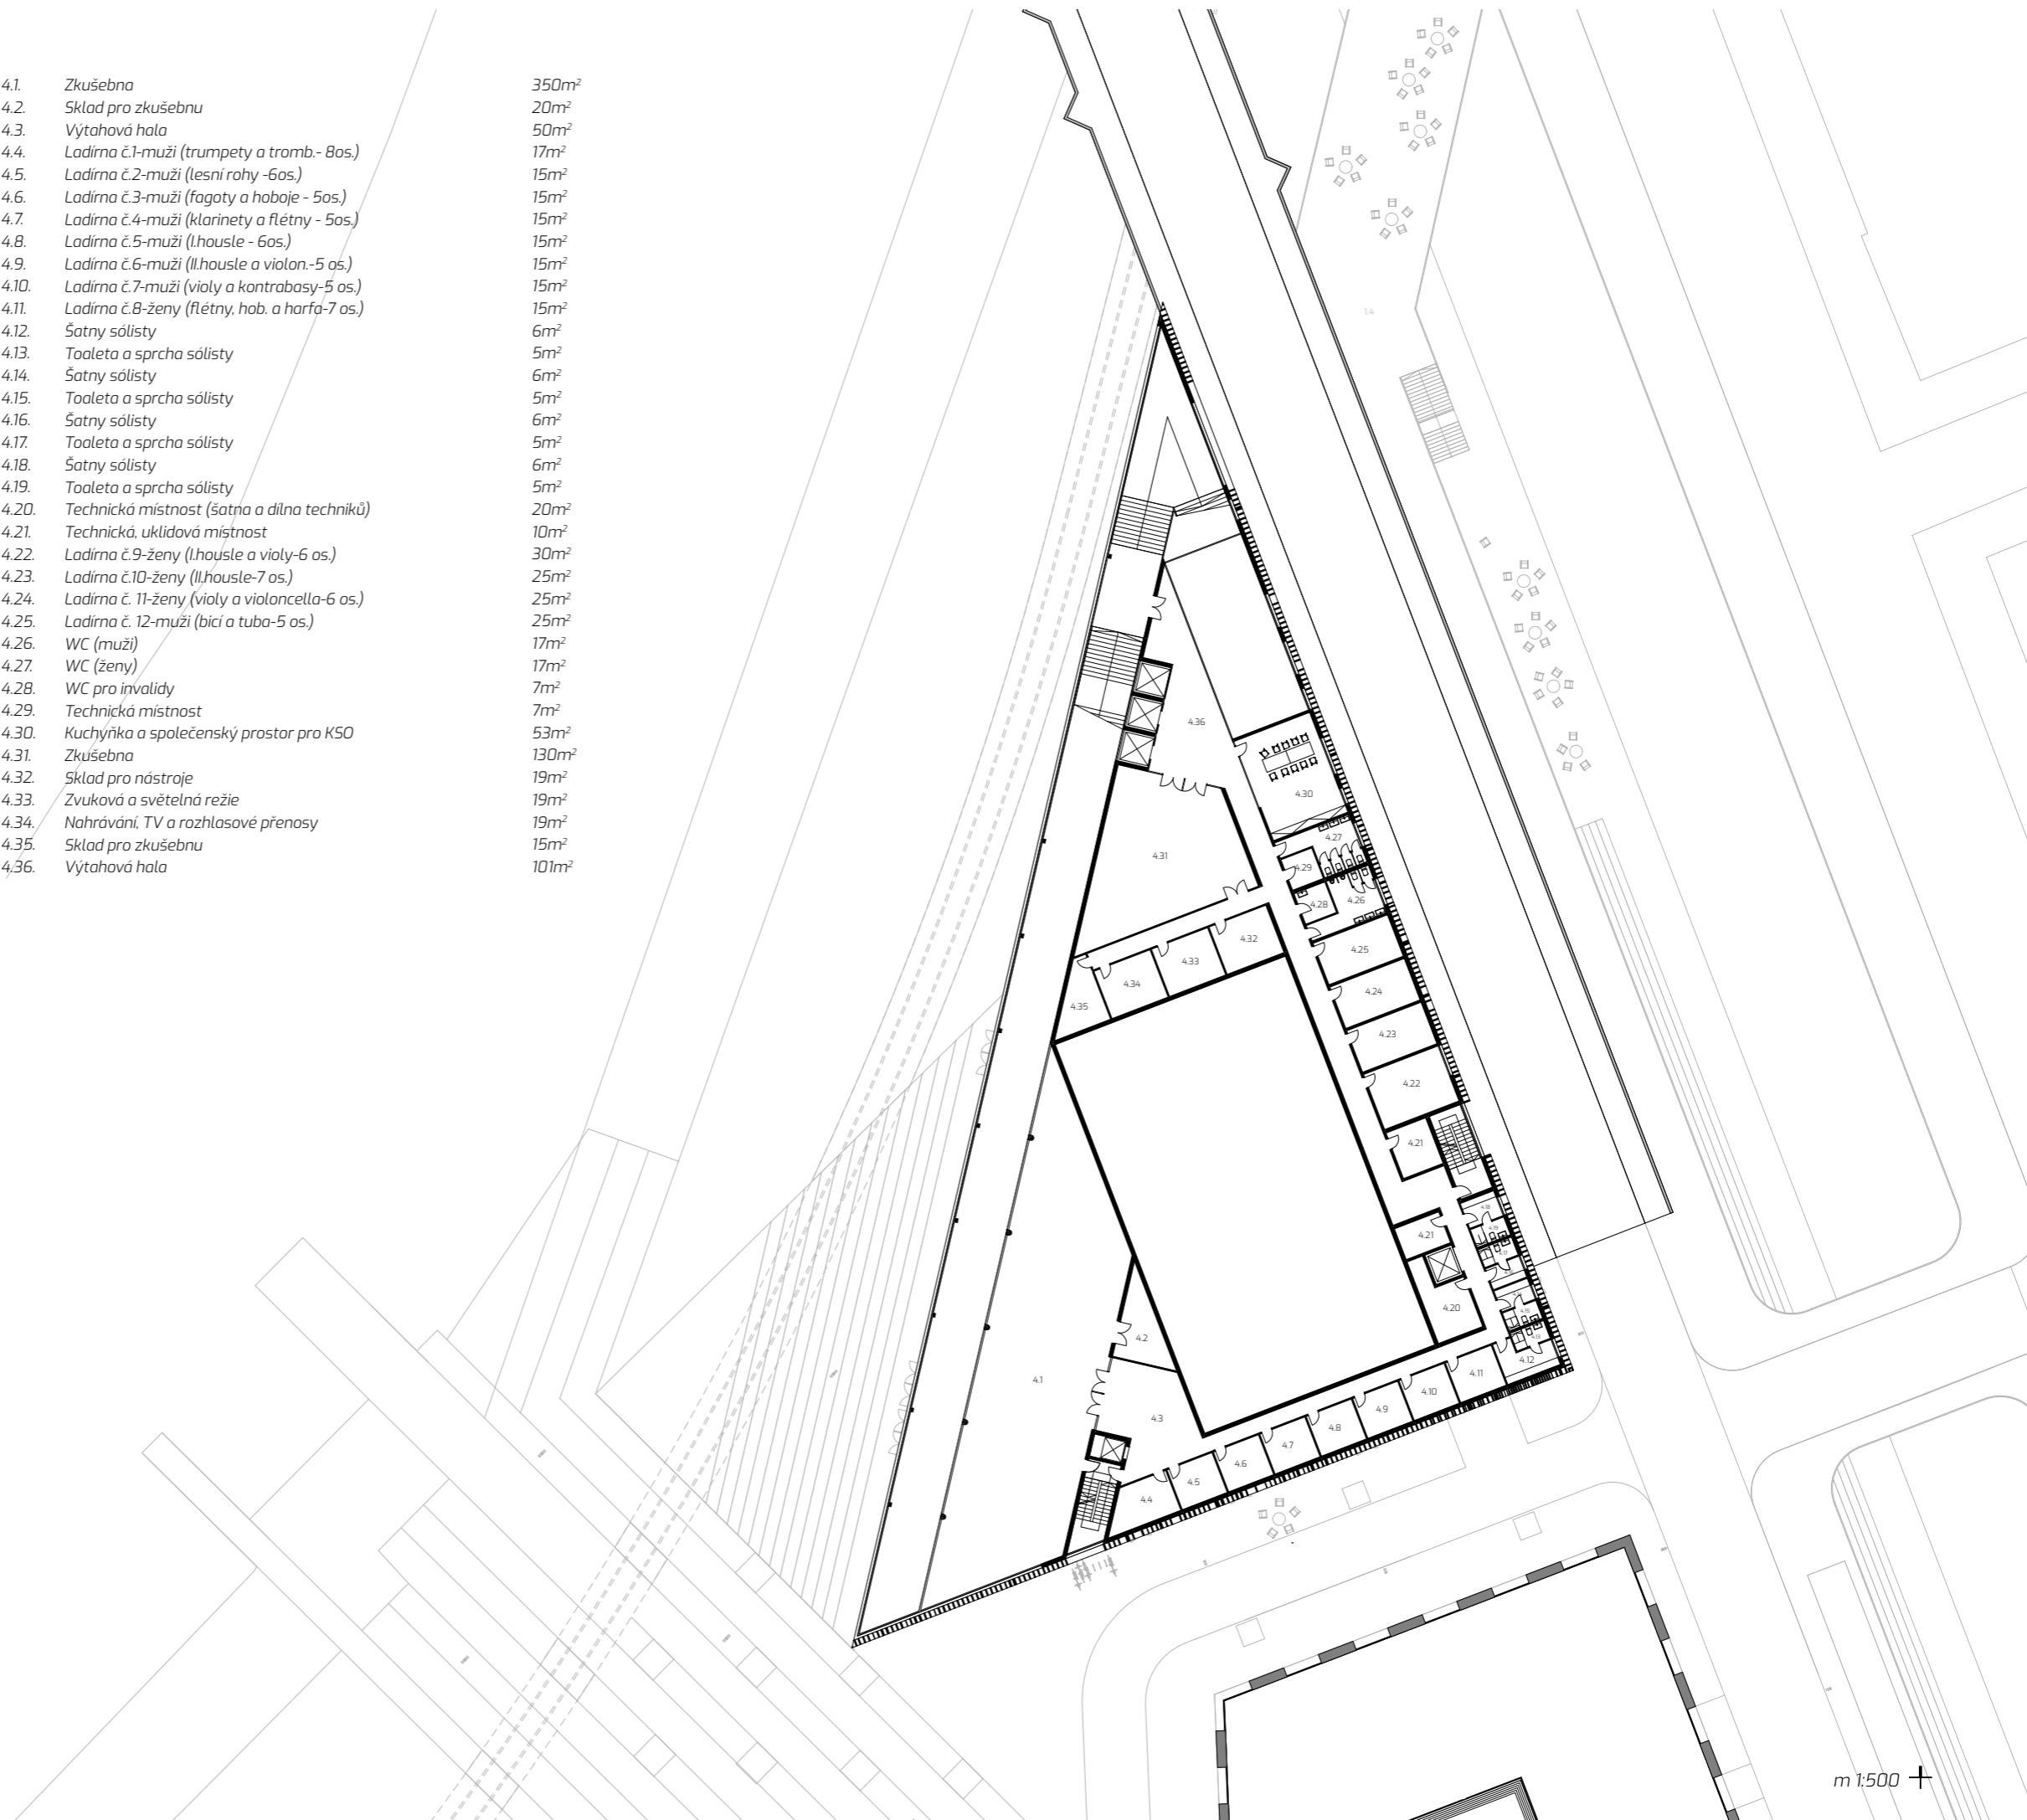 4.1. Zkušebna 350m²
4.2. Sklad pro zkušebnu 20m²
4.3. Výtahová hala 50m²
4.4. Ladírna č.1-muži (trumpety a tromb.- 8os.) 17m²
4.5. Ladírna č.2-muži (lesní rohy -6os.) 15m²
4.6. Ladírna č.3-muži (fagoty a hoboje - 5os.) 15m²
4.7. Ladírna č.4-muži (klarinety a flétny - 5os.) 15m²
4.8. Ladírna č.5-muži (I.housle - 6os.) 15m²
4.9. Ladírna č.6-muži (II.housle a violon.-5 os.) 15m²
4.10. Ladírna č.7-muži (violy a kontrabasy-5 os.) 15m²
4.11. Ladírna č.8-ženy (flétny, hob. a harfa-7 os.) 15m²
4.12. Šatny sólisty 6m²
4.13. Toaleta a sprcha sólisty 5m²
4.14. Šatny sólisty 6m²
4.15. Toaleta a sprcha sólisty 5m²
4.16. Šatny sólisty 6m²
4.17. Toaleta a sprcha sólisty 5m²
4.18. Šatny sólisty 6m²
4.19. Toaleta a sprcha sólisty 5m²
4.20. Technická místnost (šatna a dílna techniků) 20m²
4.21. Technická, uklidová místnost 10m²
4.22. Ladírna č.9-ženy (I.housle a violy-6 os.) 30m²
4.23. Ladírna č.10-ženy (II.housle-7 os.) 25m²
4.24. Ladírna č. 11-ženy (violy a violoncella-6 os.) 25m²
4.25. Ladírna č. 12-muži (bicí a tuba-5 os.) 25m²
4.26. WC (muži) 17m²
4.27. WC (ženy) 17m²
4.28. WC pro invalidy 7m²
4.29. Technická místnost 7m²
4.30. Kuchyňka a společenský prostor pro KSO 53m²
4.31. Zkušebna 130m²
4.32. Sklad pro nástroje 19m²
4.33. Zvuková a světelná režie 19m²
4.34. Nahrávání, TV a rozhlasové přenosy 19m²
4.35. Sklad pro zkušebnu 15m²
4.36. Výtahová hala 101m²
1.4
4.36
4.30
4.27
4.31
4.29
4.28
4.26
4.32
4.25
4.33
4.34
4.24
4.35
4.23
4.22
4.21
4.18
4.19
4.21
4.17
4.20
4.15
4.13
4.2
4.12
4.11
4.1
4.10
4.9
4.3
4.8
4.7
4.6
4.5
4.4
m 1:500